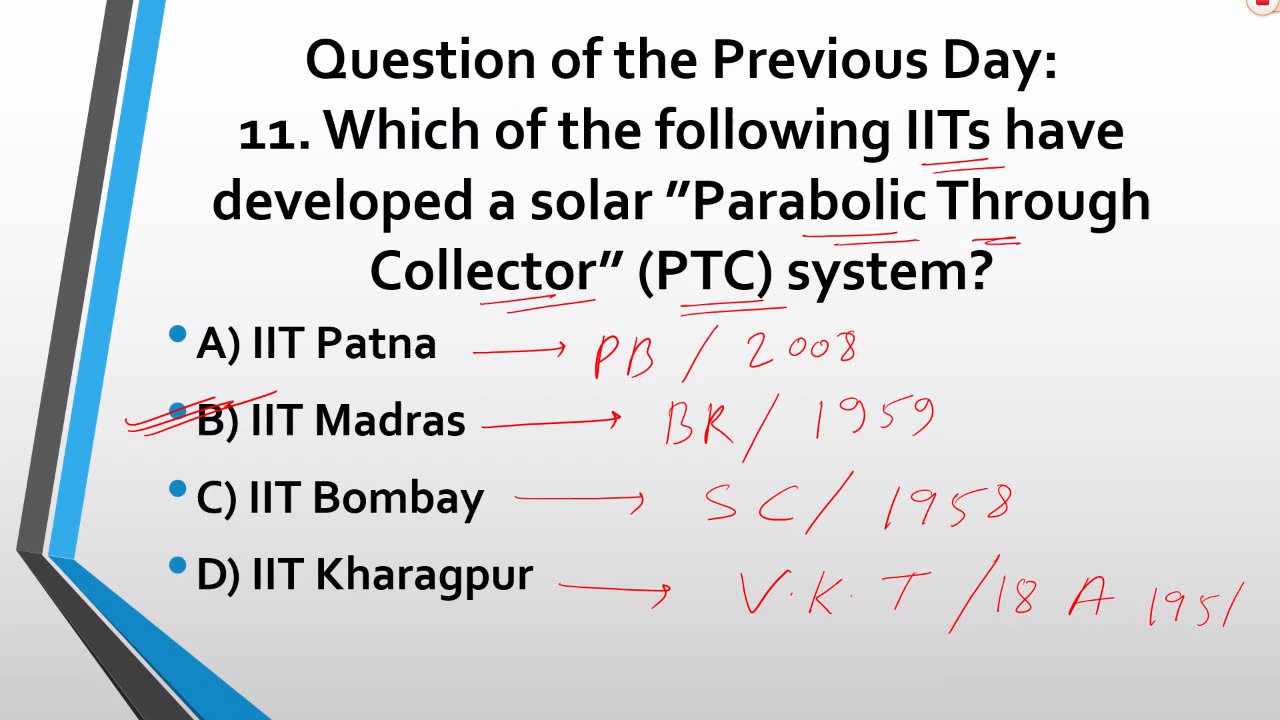 Question of the Previous Day:
11. Which of the following IITs have
developed a solar "Parabolic Through
Collector" (PTC) system?
• A) IIT Patna → PB / 2008
• B) IIT Madras → BR / 1959
• C) IIT Bombay → SC / 1958
• D) IIT Kharagpur → V.K.T / 18 A 1951